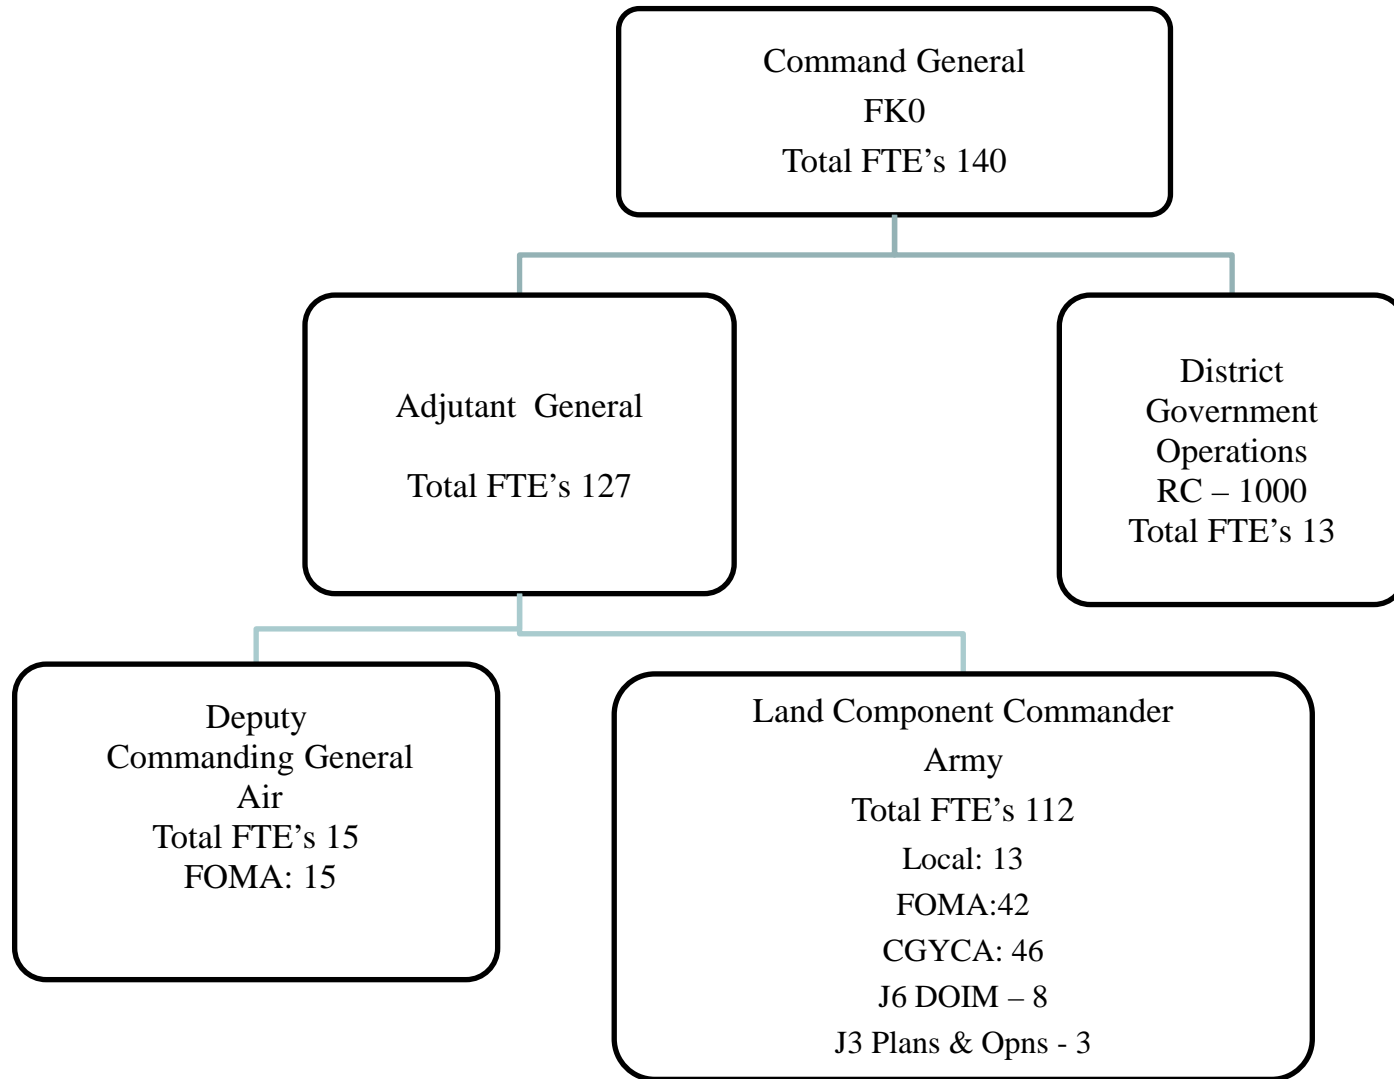 Command General
FK0
Total FTE’s 140
Adjutant  General
Total FTE’s 127
District
Government
Operations
RC – 1000
Total FTE’s 13
Deputy
Commanding General
Air
Total FTE’s 15
FOMA: 15
Land Component Commander
Army
Total FTE’s 112
Local: 13
FOMA:42
CGYCA: 46
J6 DOIM – 8
J3 Plans & Opns - 3